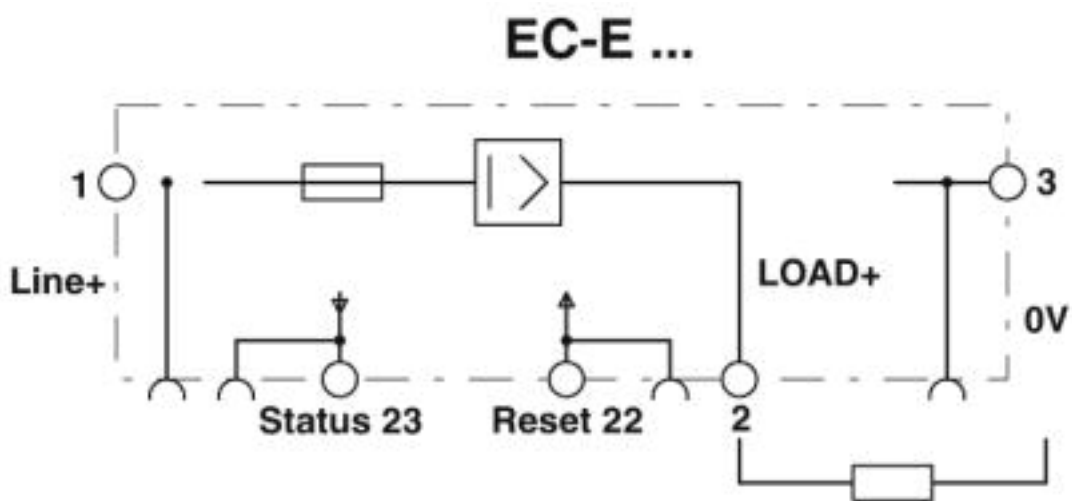 EC-E ...
1
3
Line+
LOAD+
0V
Status 23
Reset 22
2